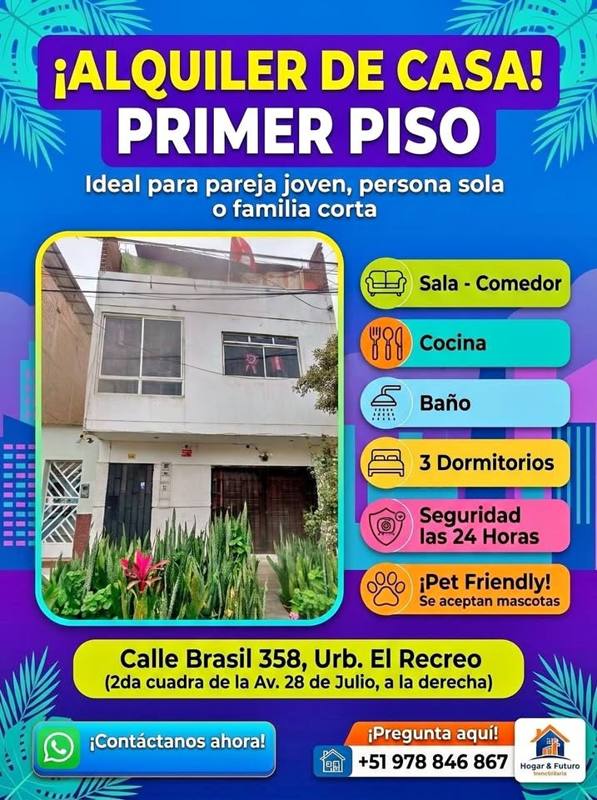 ¡ALQUILER DE CASA!
PRIMER PISO
Ideal para pareja joven, persona sola
o familia corta
Sala - Comedor
Cocina
Baño
3 Dormitorios
Seguridad
las 24 Horas
¡Pet Friendly!
Se aceptan mascotas
Calle Brasil 358, Urb. El Recreo
(2da cuadra de la Av. 28 de Julio, a la derecha)
¡Contáctanos ahora!
¡Pregunta aquí!
+51 978 846 867
Hogar & Futuro
Inmobiliaria